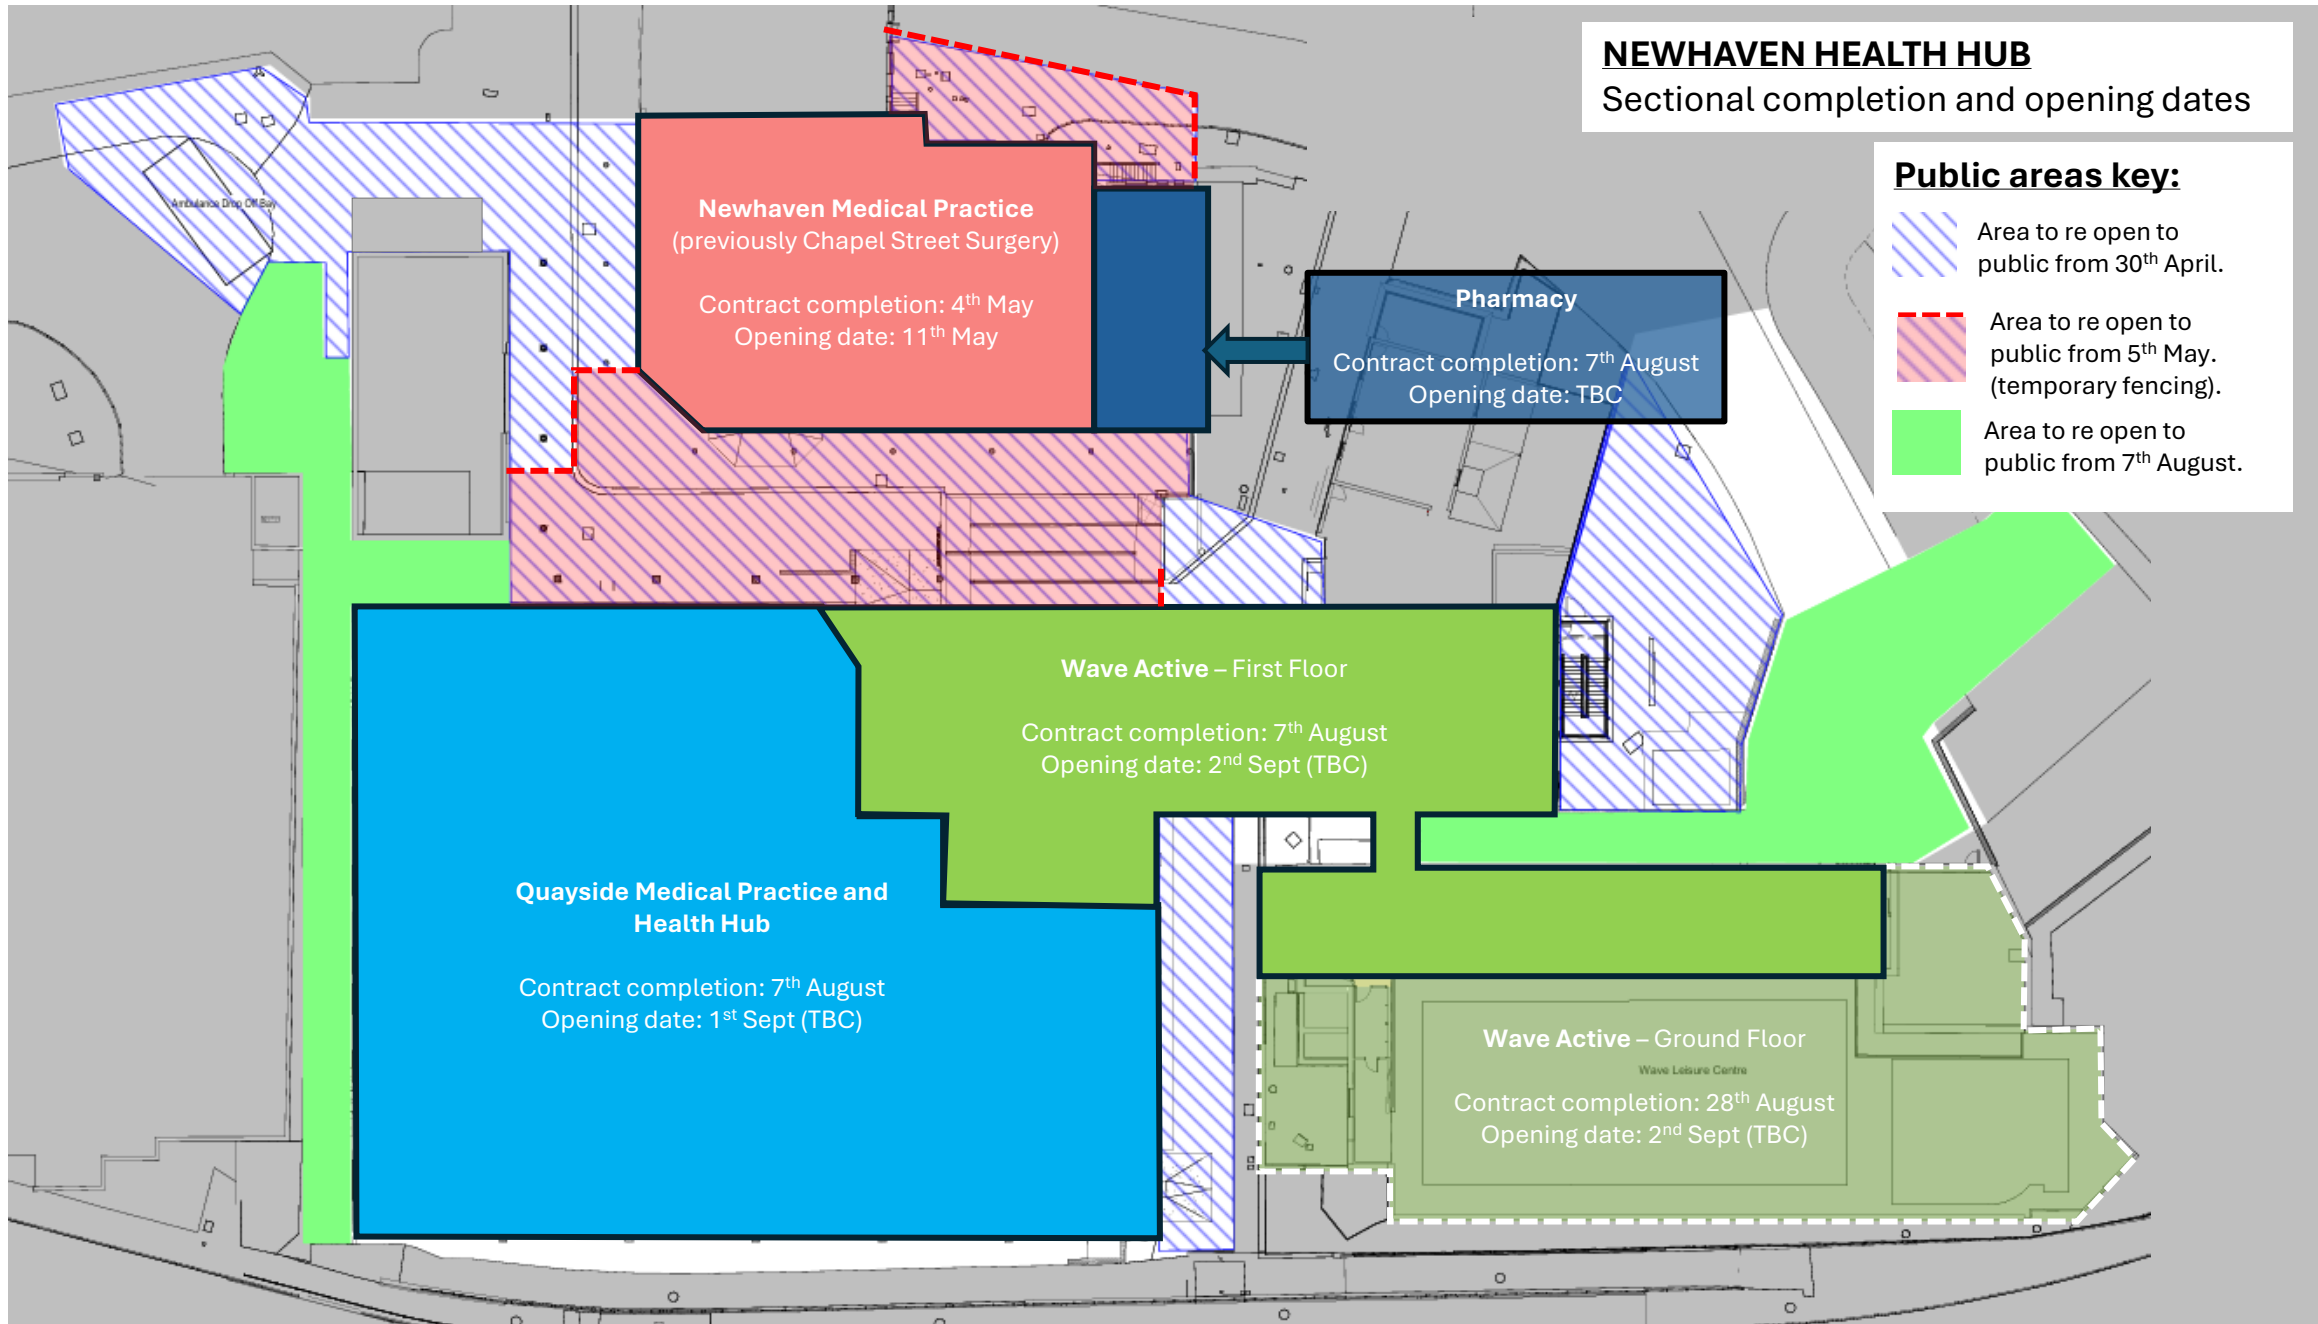 NEWHAVEN HEALTH HUB
Sectional completion and opening dates
Public areas key:
Area to re open to
public from 30th April.
Area to re open to
public from 5th May.
(temporary fencing).
Area to re open to
public from 7th August.
Ambulance Drop Off Bay
Newhaven Medical Practice
(previously Chapel Street Surgery)
Contract completion: 4th May
Opening date: 11th May
Pharmacy
Contract completion: 7th August
Opening date: TBC
Wave Active – First Floor
Contract completion: 7th August
Opening date: 2nd Sept (TBC)
Quayside Medical Practice and
Health Hub
Contract completion: 7th August
Opening date: 1st Sept (TBC)
Wave Active – Ground Floor
Wave Leisure Centre
Contract completion: 28th August
Opening date: 2nd Sept (TBC)